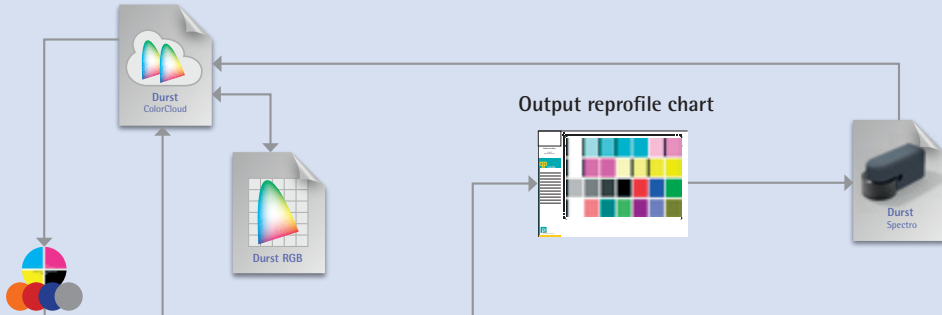 Durst
ColorCloud
Output reprofile chart
Durst
Spectro
Durst RGB